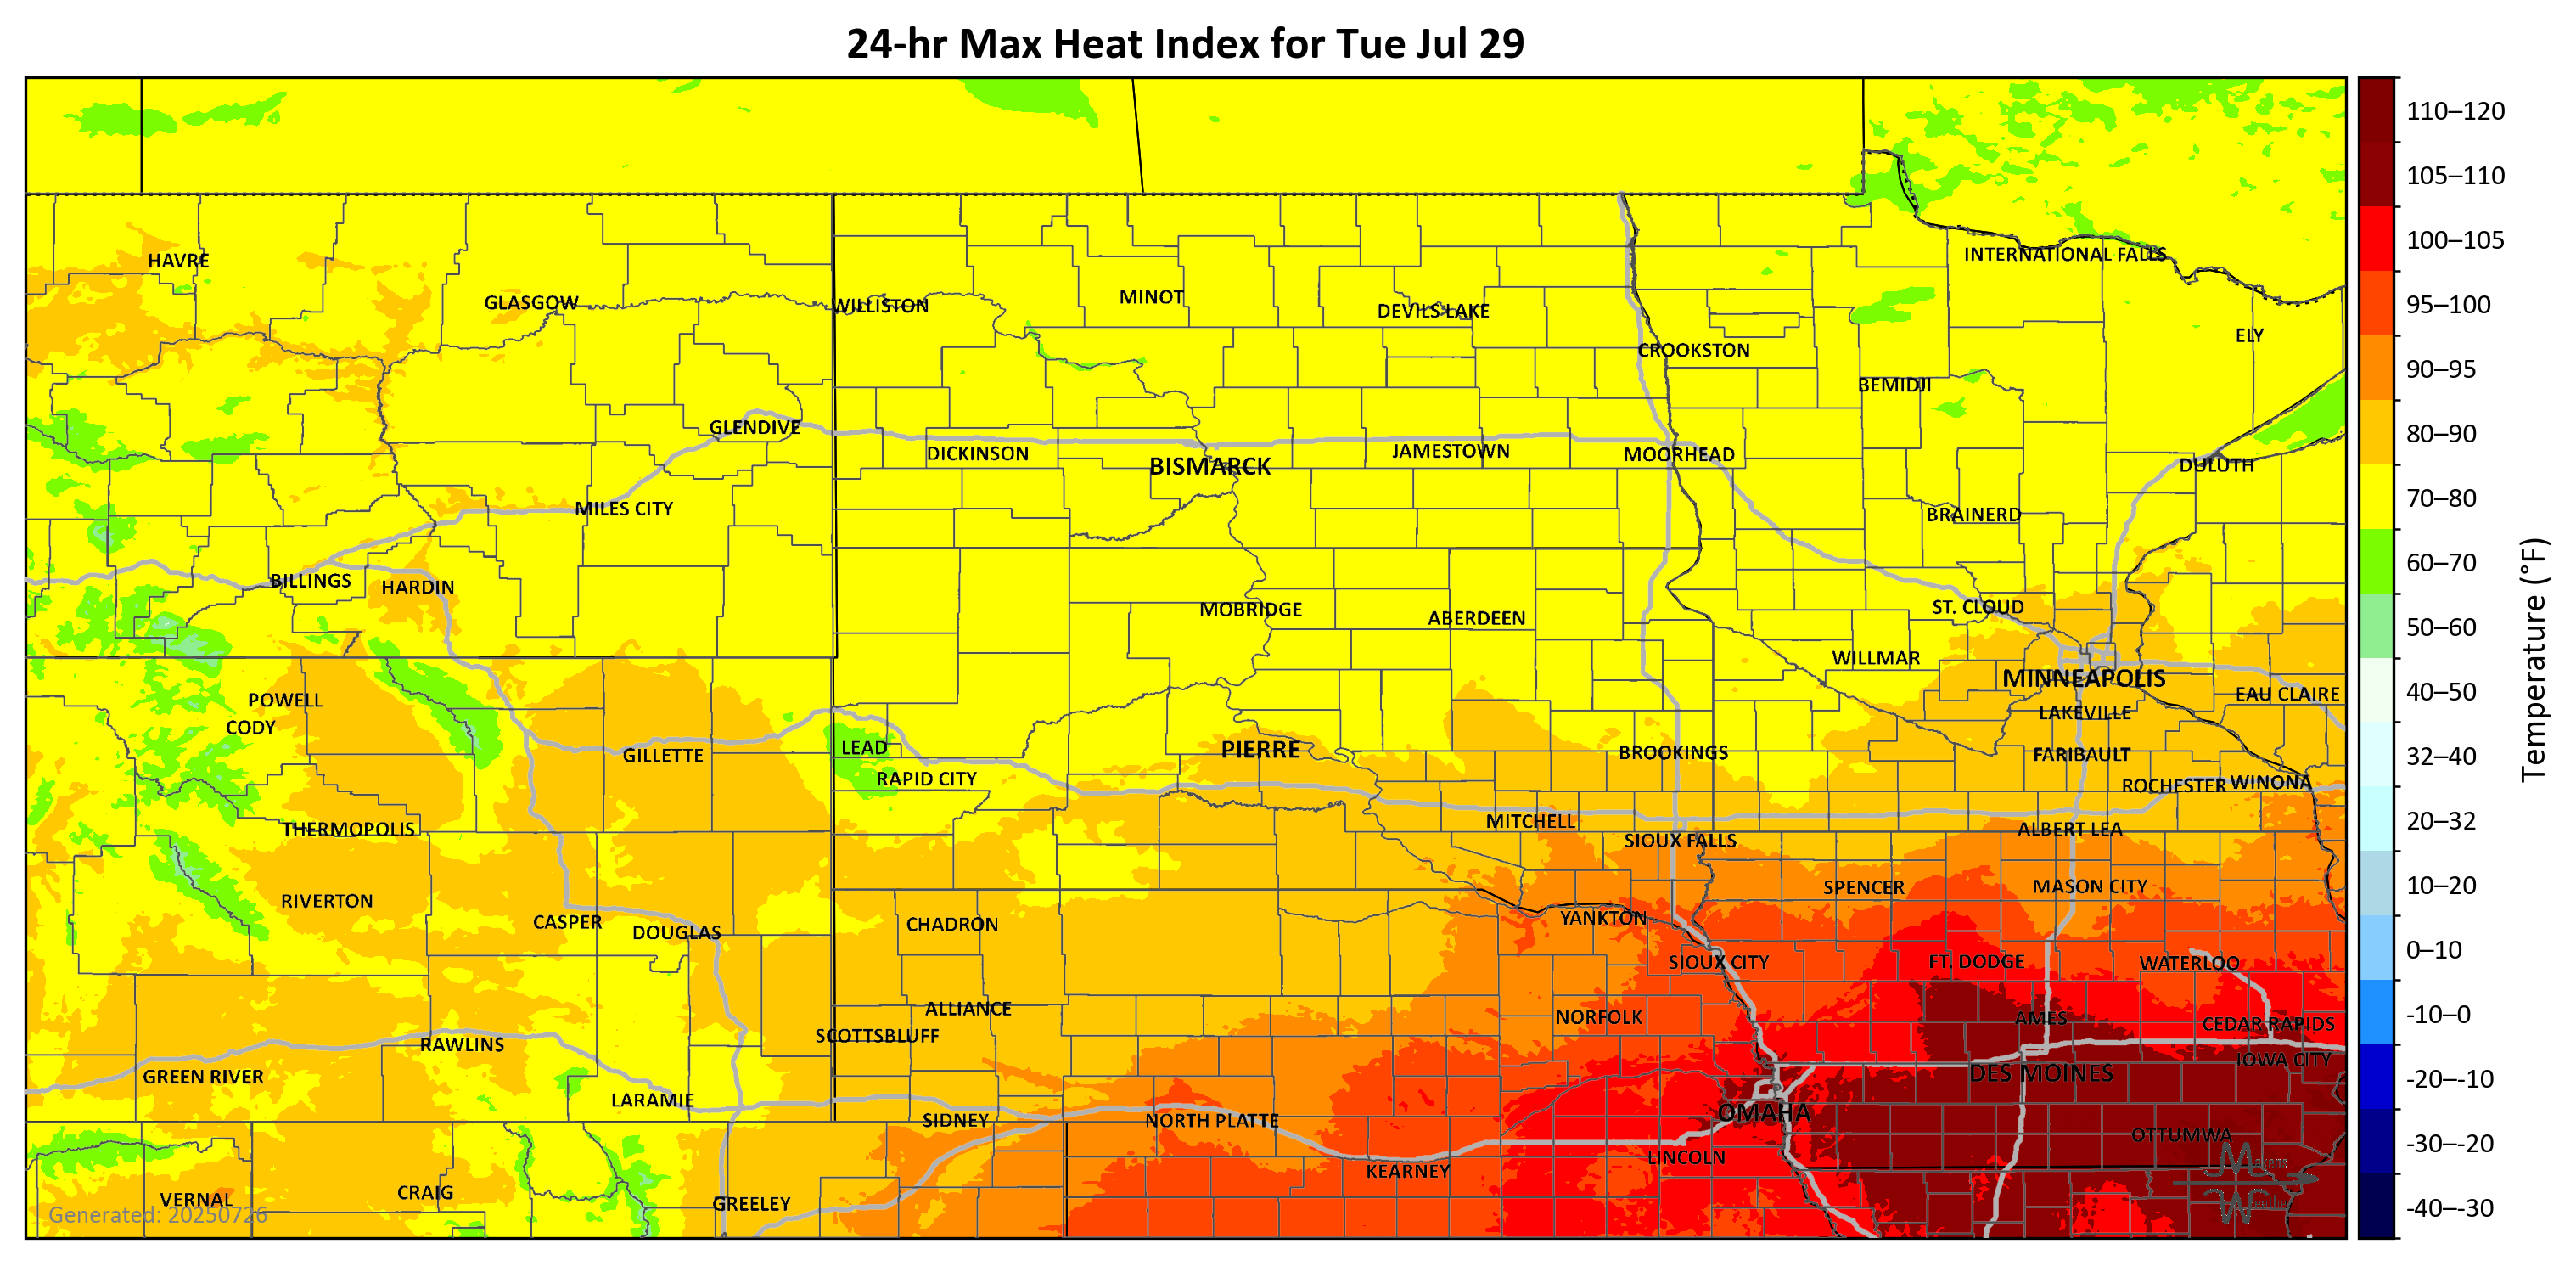 24-hr Max Heat Index for Tue Jul 29
110–120
105–110
100–105
95–100
90–95
80–90
70–80
60–70
50–60
40–50
32–40
20–32
10–20
0–10
-10–0
-20–-10
-30–-20
-40–-30
Temperature (°F)
INTERNATIONAL FALLS
HAVRE
GLASGOW
WILLISTON
MINOT
DEVILS LAKE
ELY
CROOKSTON
BEMIDJI
GLENDIVE
DICKINSON
BISMARCK
JAMESTOWN
MOORHEAD
DULUTH
MILES CITY
BRAINERD
BILLINGS
HARDIN
MOBRIDGE
ABERDEEN
ST. CLOUD
WILLMAR
MINNEAPOLIS
EAU CLAIRE
POWELL
CODY
LAKEVILLE
GILLETTE
LEAD
PIERRE
BROOKINGS
FARIBAULT
RAPID CITY
ROCHESTER
WINONA
THERMOPOLIS
MITCHELL
SIOUX FALLS
ALBERT LEA
RIVERTON
SPENCER
MASON CITY
CASPER
DOUGLAS
CHADRON
YANKTON
SIOUX CITY
FT. DODGE
WATERLOO
ALLIANCE
NORFOLK
AMES
CEDAR RAPIDS
SCOTTSBLUFF
RAWLINS
IOWA CITY
GREEN RIVER
DES MOINES
LARAMIE
SIDNEY
NORTH PLATTE
OMAHA
OTTUMWA
KEARNEY
LINCOLN
VERNAL
CRAIG
GREELEY
Generated: 20250726